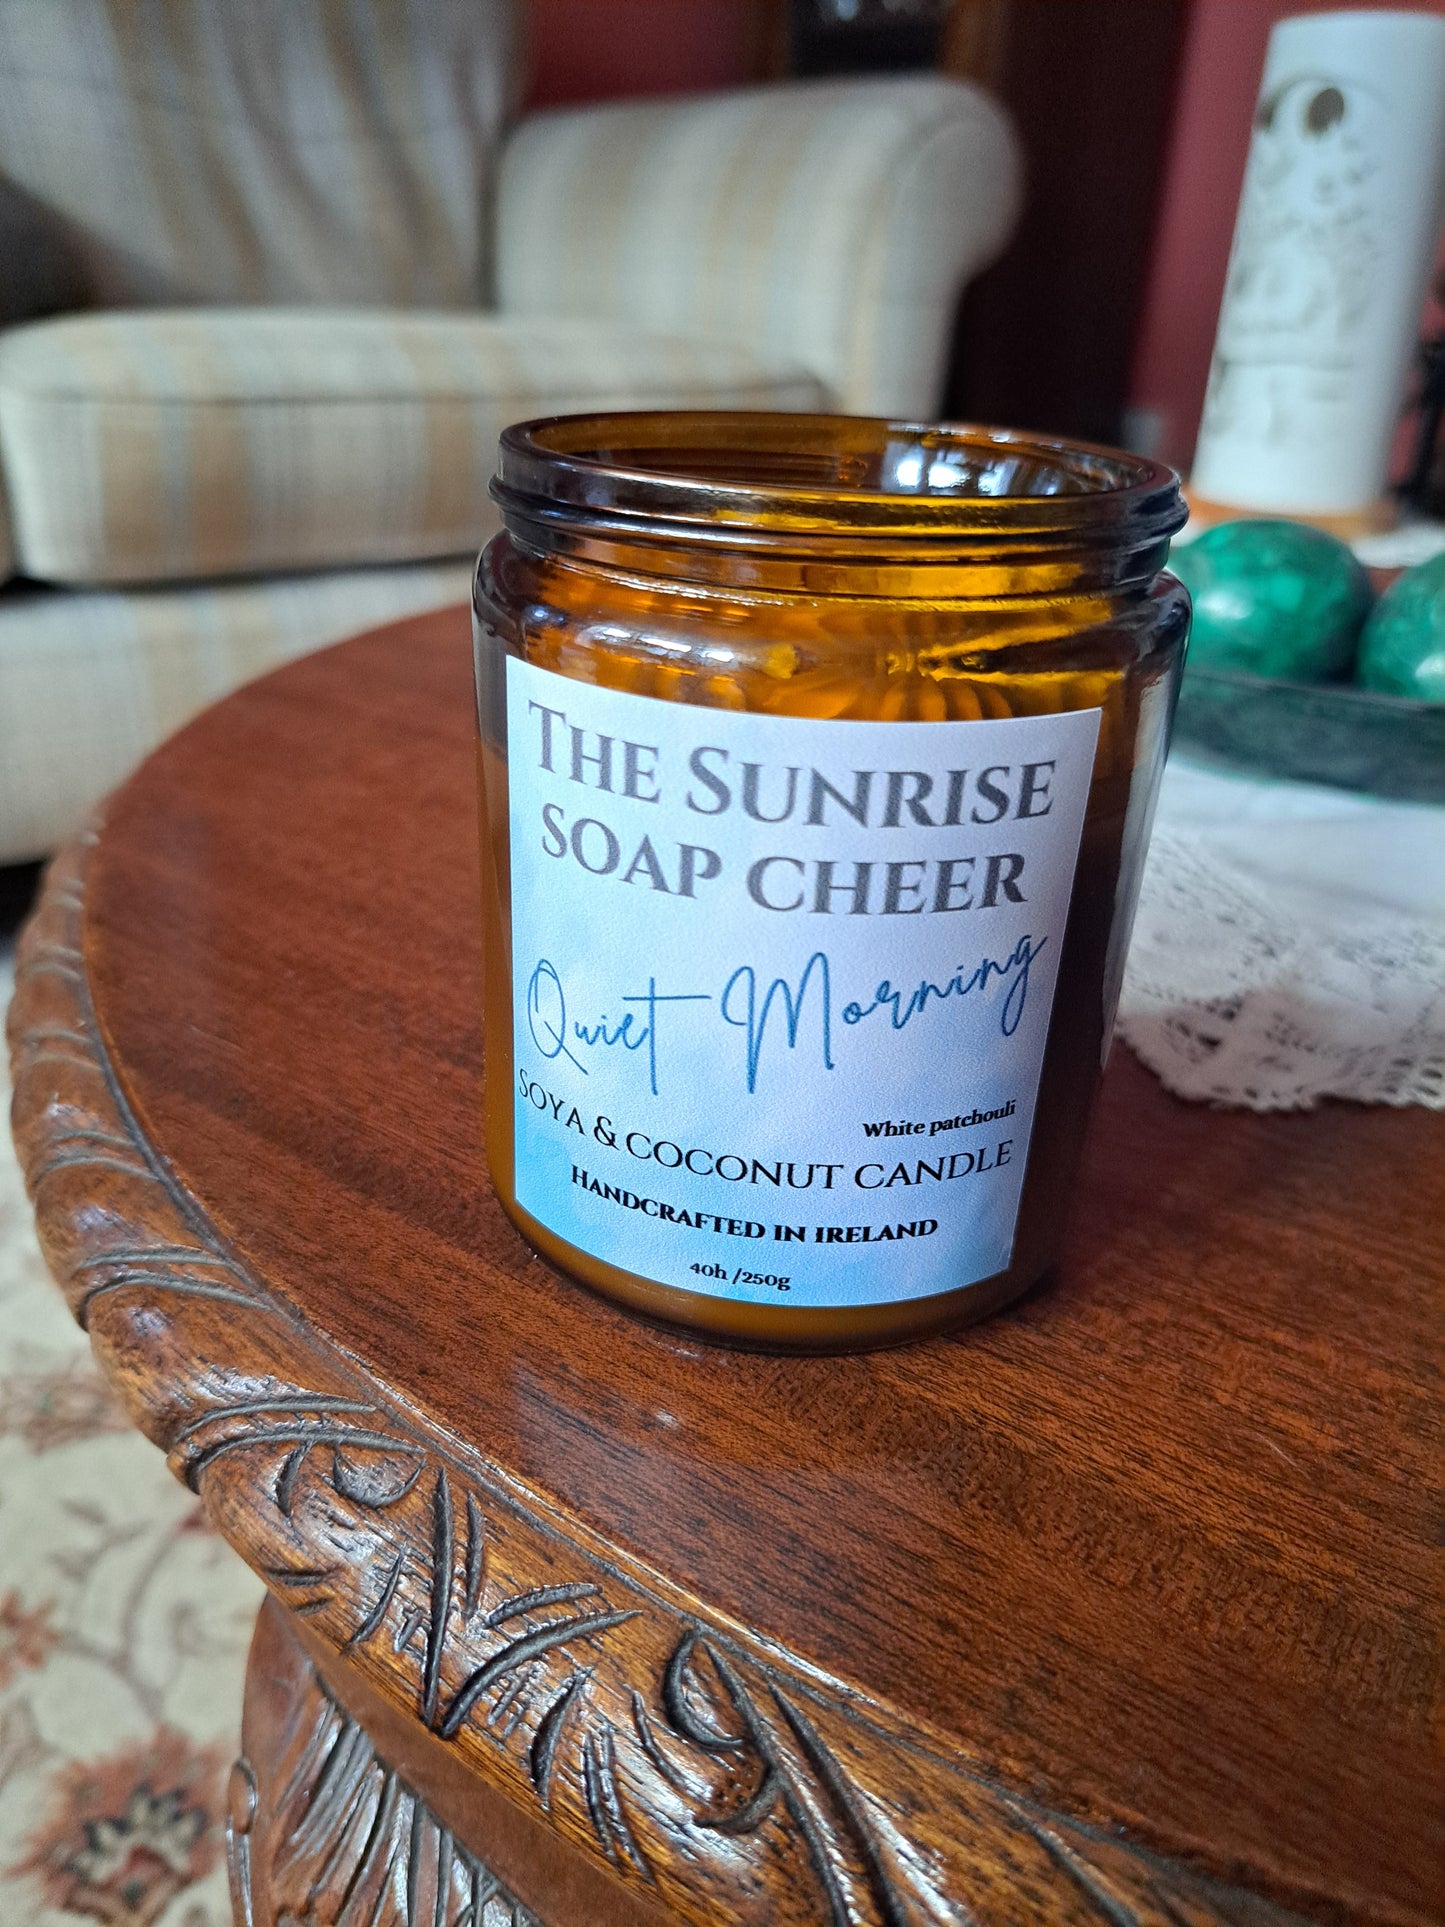 The Sunrise
SOAP CHEER
Quiet Morning
White patchouli
SOYA & COCONUT CANDLE
Handcrafted in Ireland
40h /250g